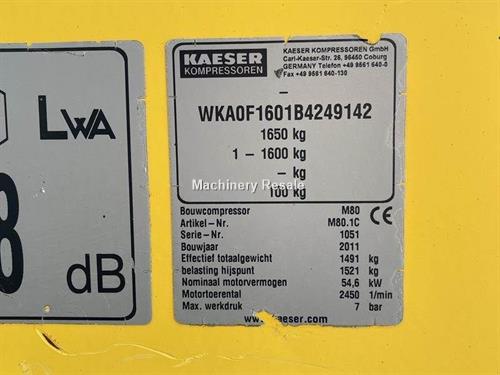 KAESER
KOMPRESSOREN
KAESER KOMPRESSOREN GmbH
Carl-Kaeser-Str. 26, 96450 Coburg
GERMANY Telefon +49 9561 640-0
Fax +49 9561 640-130
–
WKA0F1601B4249142
1650 kg
1 – 1600 kg
– kg
100 kg
Machinery Resale
Bouwcompressor M80
Artikel – Nr. M80.1C
Serie – Nr. 1051
Bouwjaar 2011
Effectief totaalgewicht 1491 kg
belasting hijspunt 1521 kg
Nominaal motorvermogen 54,6 kW
Motortoerental 2450 1/min
Max. werkdruk 7 bar
CE
www.kaeser.com
LWA
8
dB